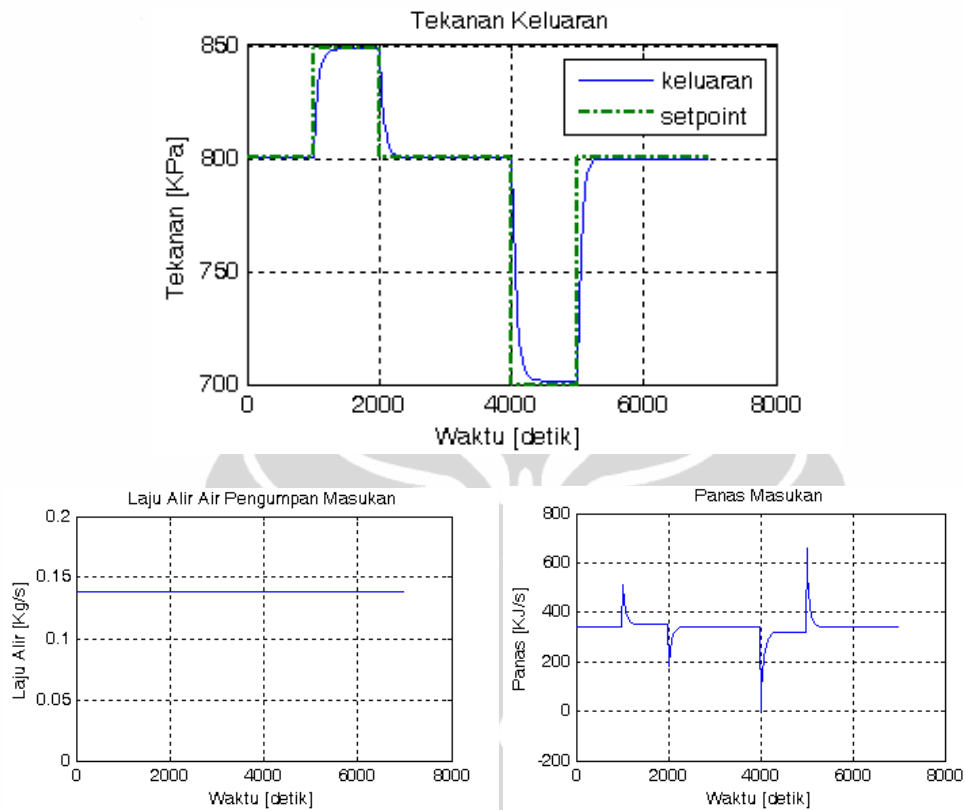 Tekanan Keluaran
850
800
750
700
Tekanan [KPa]
keluaran
setpoint
0
2000
4000
6000
8000
Waktu [detik]
Laju Alir Air Pengumpan Masukan
0.2
0.15
0.1
0.05
0
Laju Alir [Kg/s]
0
2000
4000
6000
8000
Waktu [detik]
Panas Masukan
800
600
400
200
0
-200
Panas [KJ/s]
0
2000
4000
6000
8000
Waktu [detik]